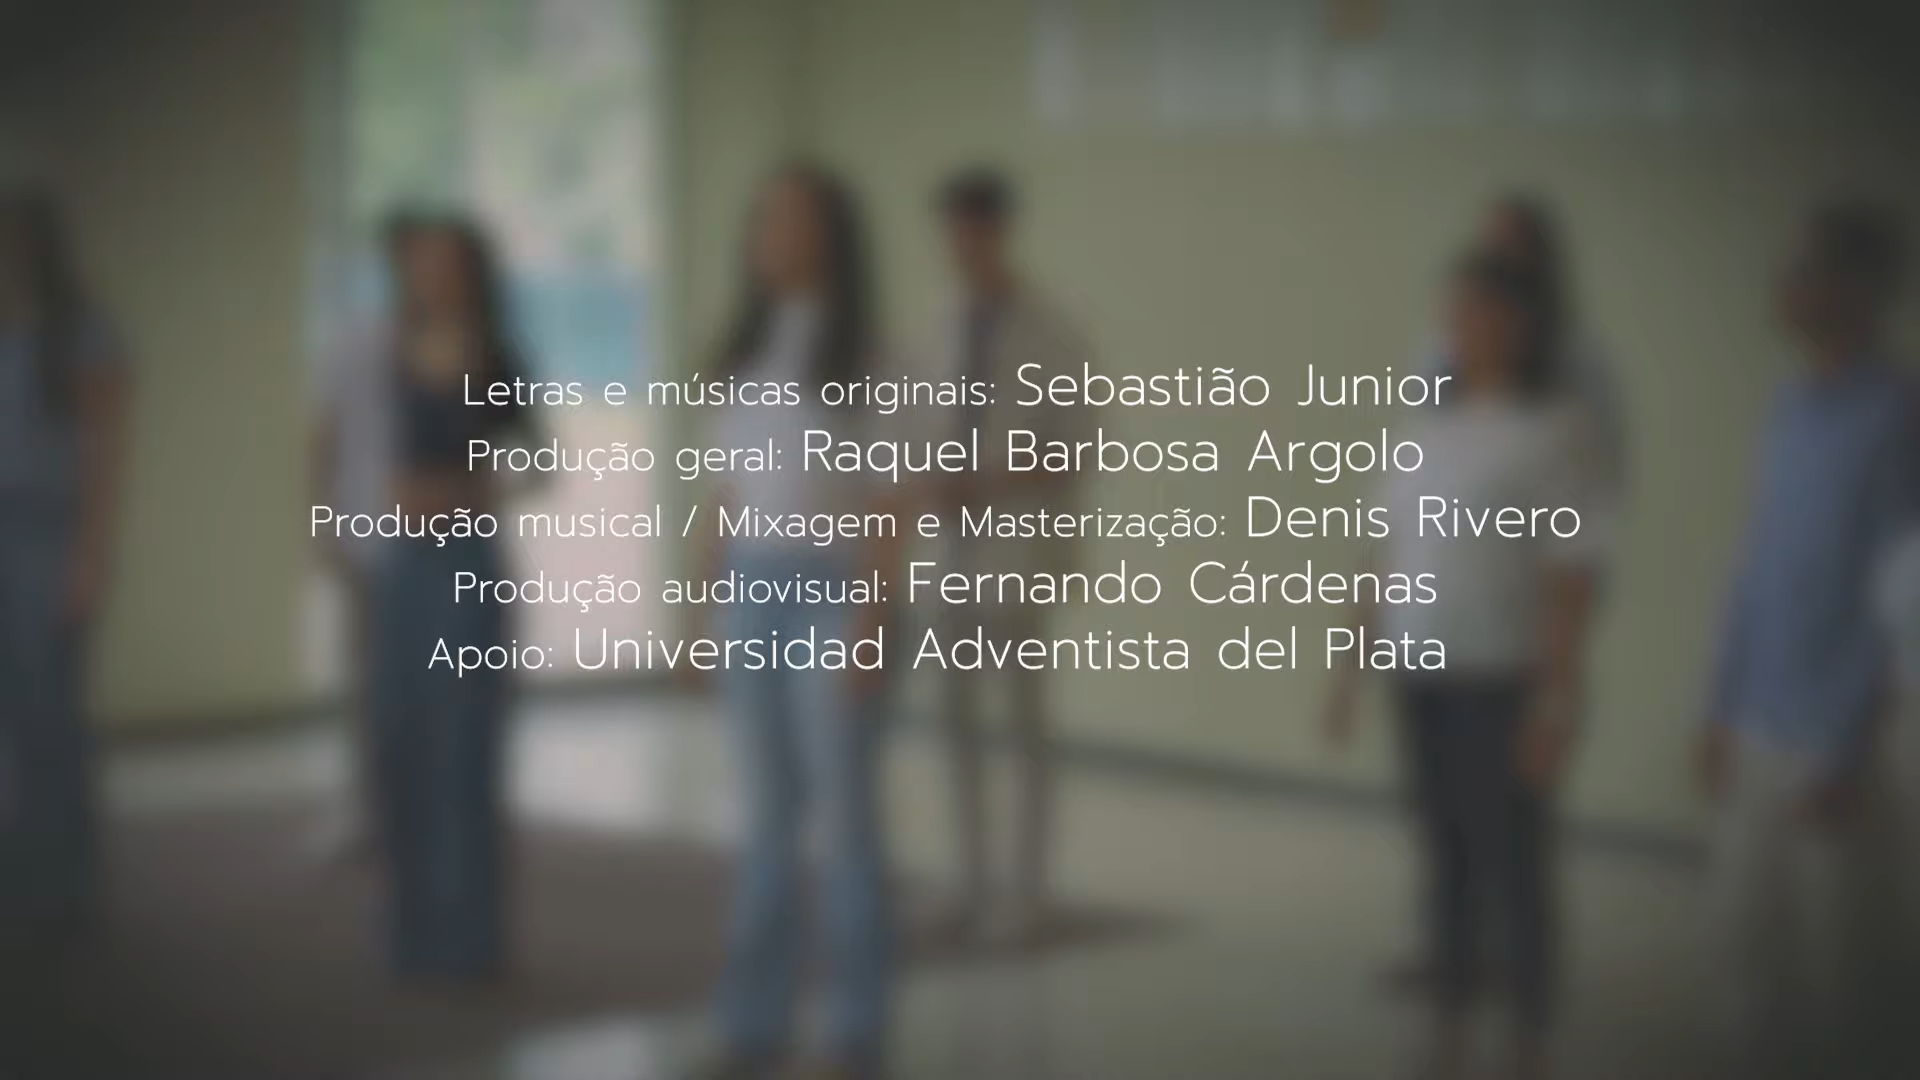 Letras e músicas originais: Sebastião Junior
Produção geral: Raquel Barbosa Argolo
Produção musical / Mixagem e Masterização: Denis Rivero
Produção audiovisual: Fernando Cárdenas
Apoio: Universidad Adventista del Plata